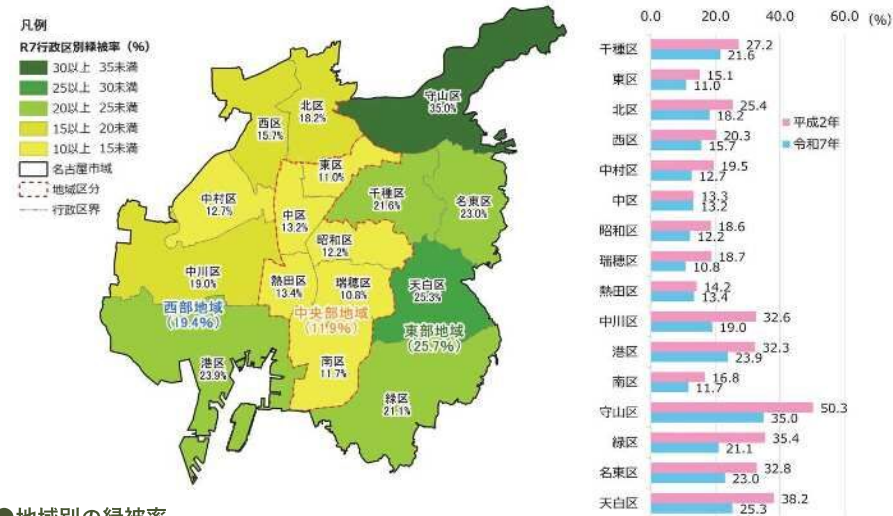 凡例
R7行政区別緑被率(%)
30以上 35未満
25以上 30未満
20以上 25未満
15以上 20未満
10以上 15未満
名古屋市域
地域区分
行政区界
守山区
35.0%
北区
18.2%
西区
15.7%
東区
11.0%
千種区
21.6%
名東区
23.0%
中村区
12.7%
中区
13.2%
昭和区
12.2%
中川区
19.0%
熱田区
13.4%
瑞穂区
10.8%
天白区
25.3%
西部地域
(19.4%)
中央部地域
(11.9%)
東部地域
(25.7%)
港区
23.9%
南区
11.7%
緑区
21.1%
0.0 20.0 40.0 60.0 (%)
千種区 27.2
21.6
東区 15.1
11.0
北区 25.4
18.2
西区 20.3
15.7
中村区 19.5
12.7
中区 13.3
13.2
昭和区 18.6
12.2
瑞穂区 18.7
10.8
熱田区 14.2
13.4
中川区 32.6
19.0
港区 32.3
23.9
南区 16.8
11.7
守山区 50.3
35.0
緑区 35.4
21.1
名東区 32.8
23.0
天白区 38.2
25.3
平成2年
令和7年
●地域別の緑被率